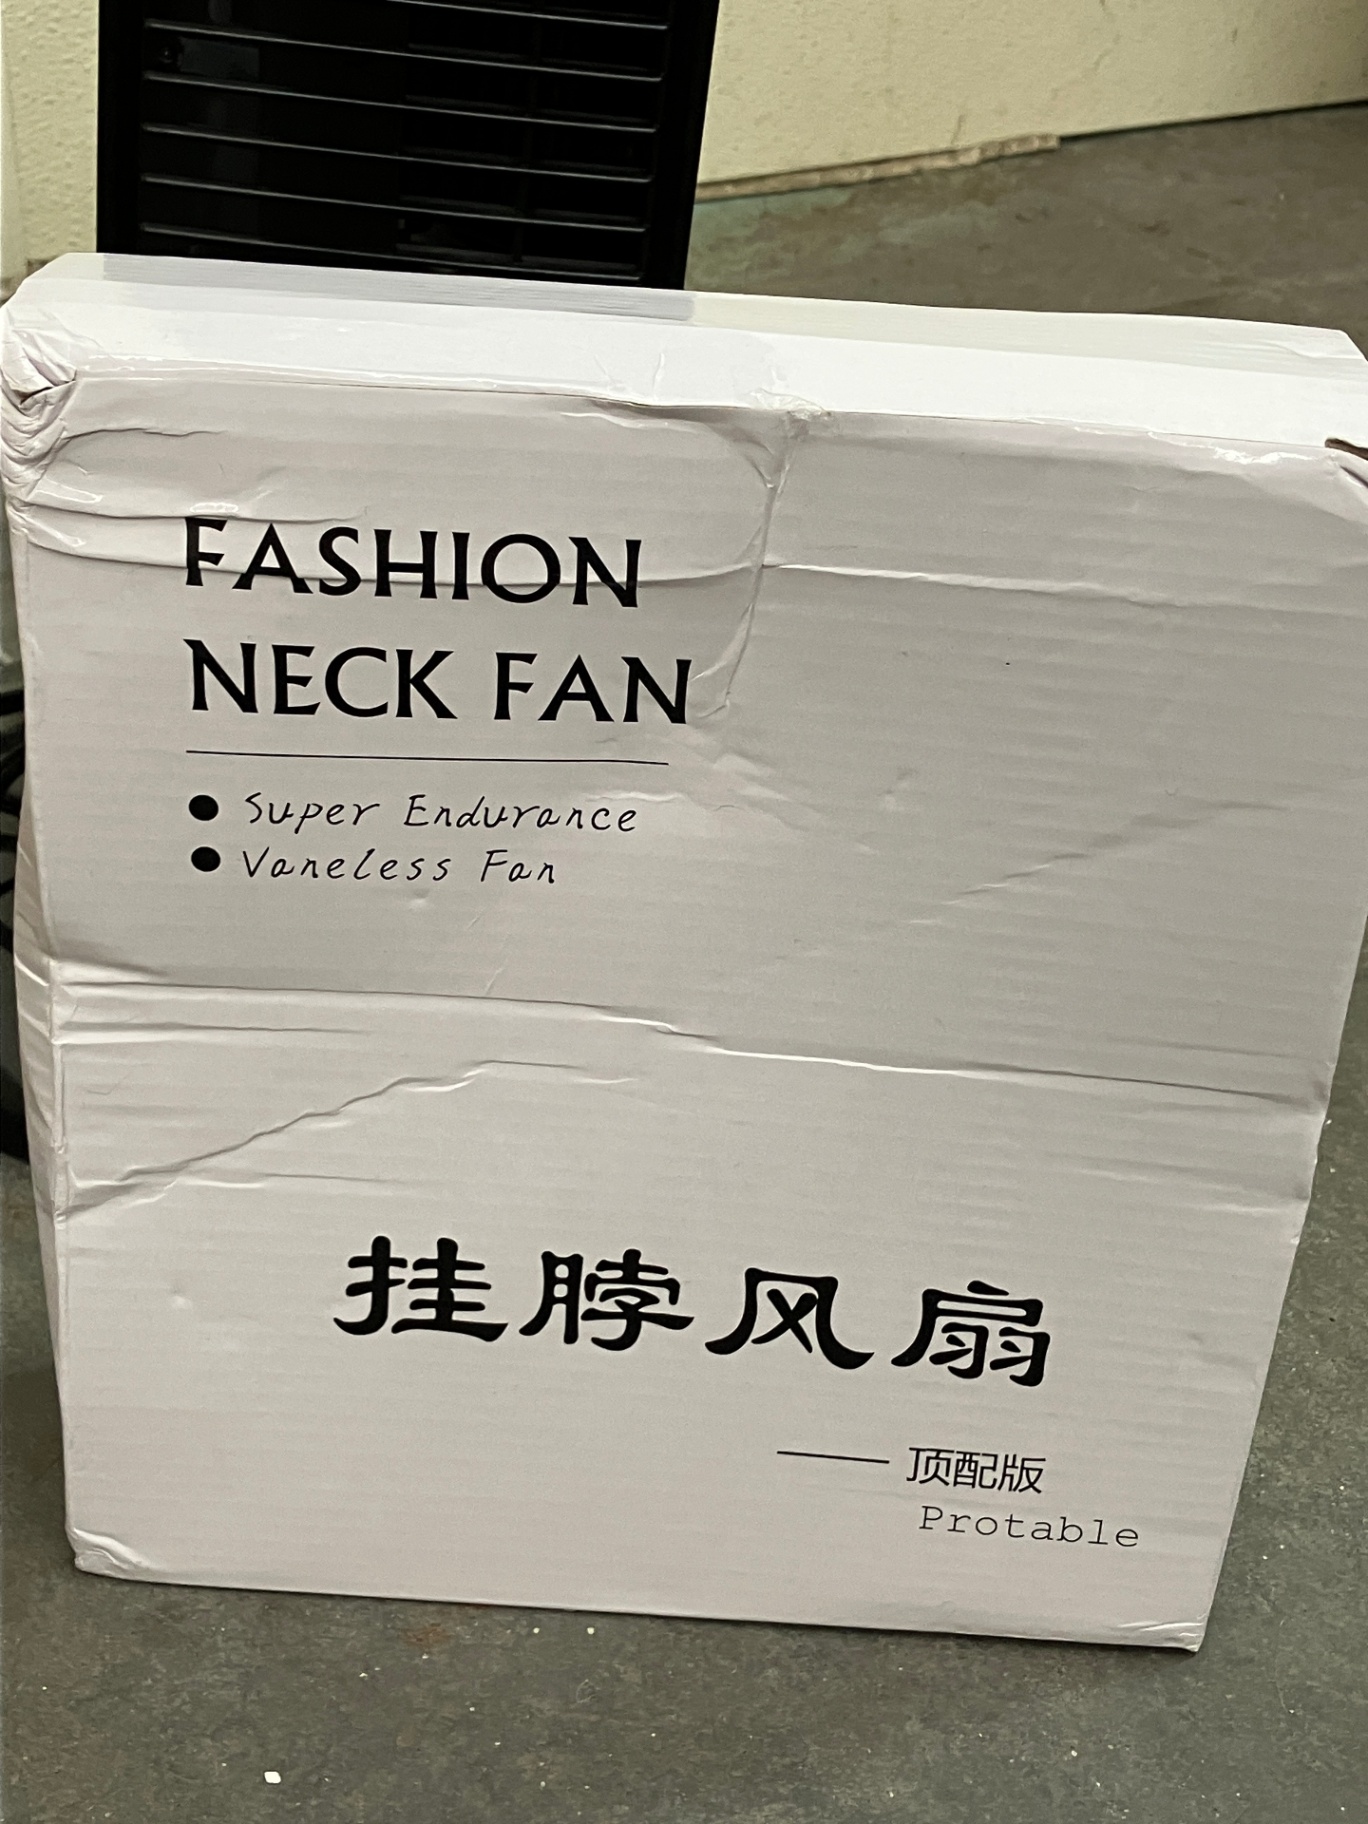 FASHION
NECK FAN
● Super Endurance
● Vaneless Fan
挂脖风扇
——顶配版
Protable